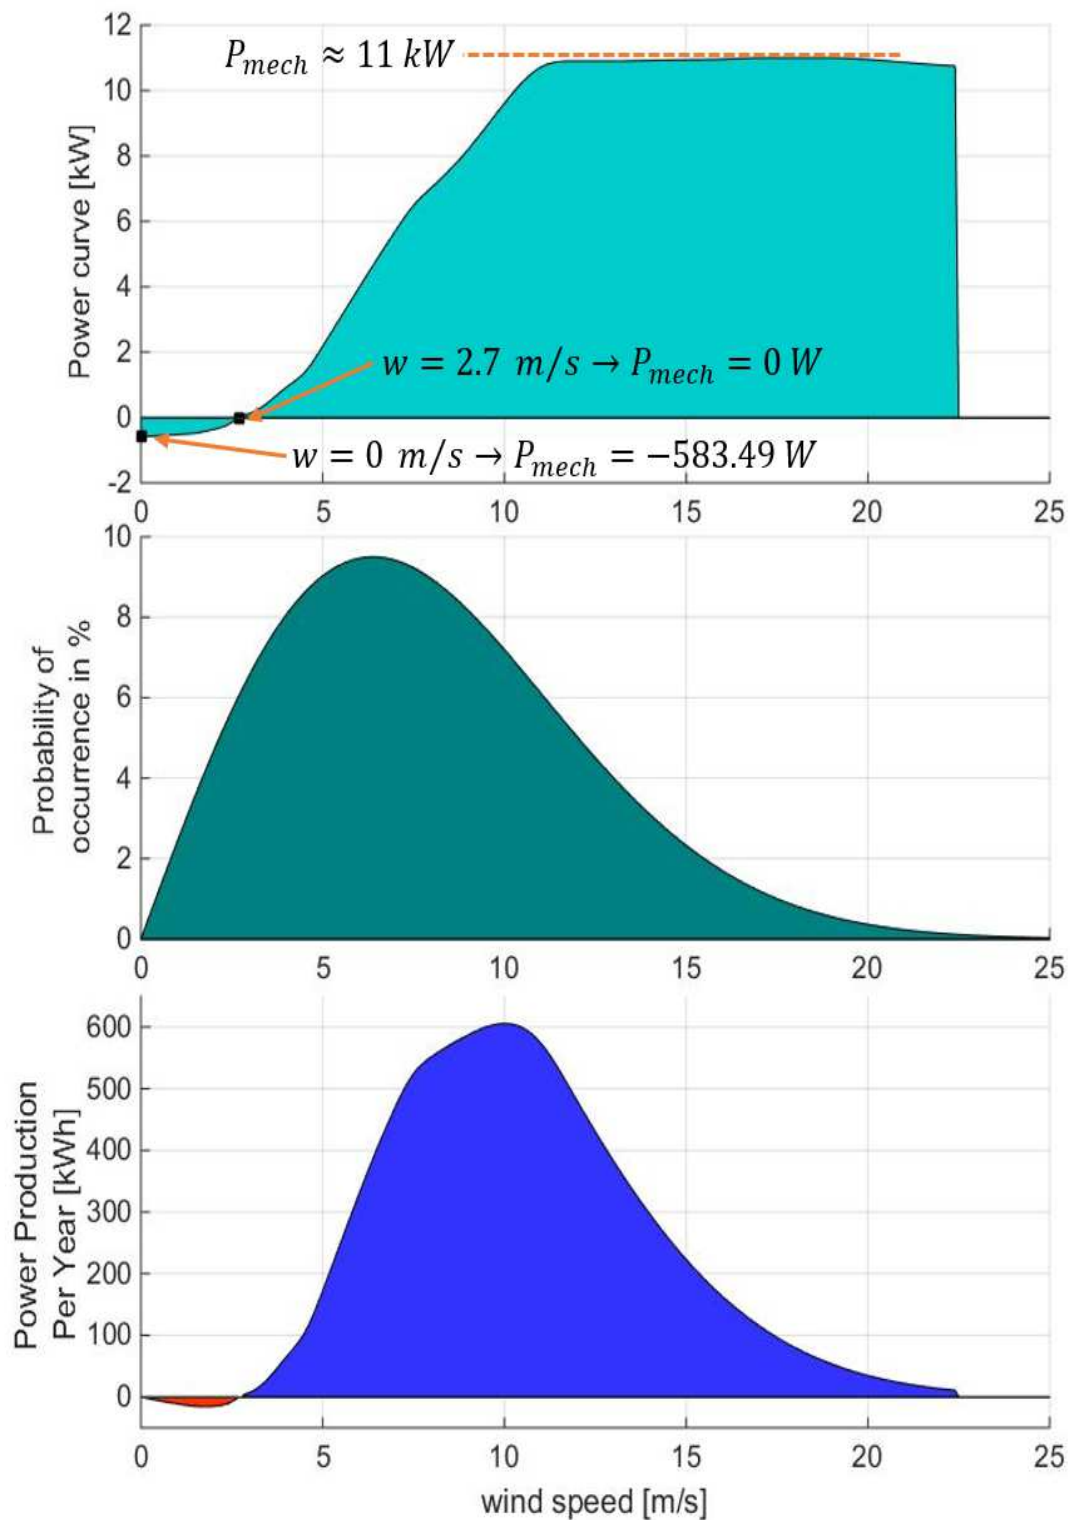 12
P_mech ≈ 11 kW
10
8
6
4
2
w = 2.7 m/s → P_mech = 0 W
0
w = 0 m/s → P_mech = −583.49 W
-2
Power curve [kW]
0 5 10 15 20 25
10
8
6
4
2
0
Probability of
occurrence in %
0 5 10 15 20 25
600
500
400
300
200
100
0
Power Production
Per Year [kWh]
0 5 10 15 20 25
wind speed [m/s]